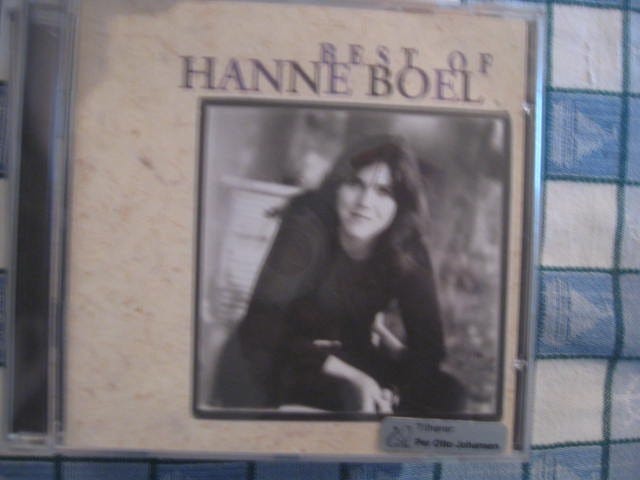 BEST OF
HANNE BOEL
Tilhører:
Per Otto Johansen